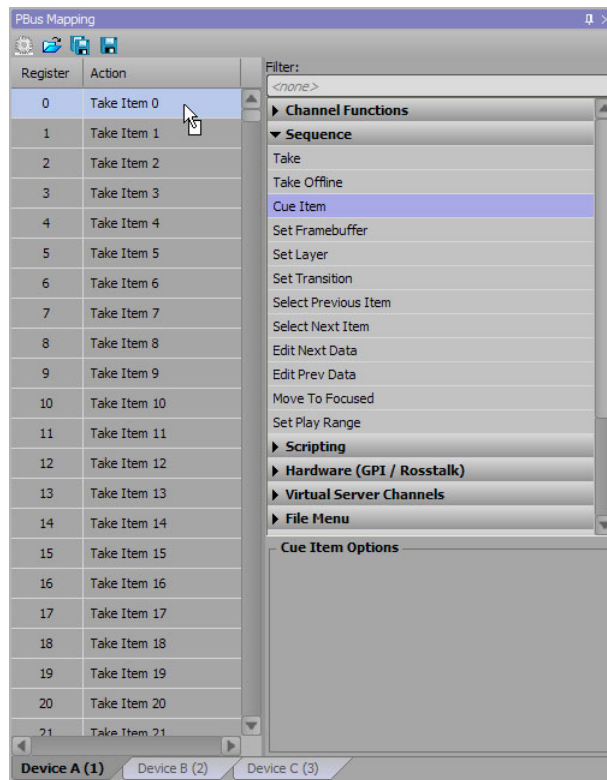 PBus Mapping
Register Action
0 Take Item 0
1 Take Item 1
2 Take Item 2
3 Take Item 3
4 Take Item 4
5 Take Item 5
6 Take Item 6
7 Take Item 7
8 Take Item 8
9 Take Item 9
10 Take Item 10
11 Take Item 11
12 Take Item 12
13 Take Item 13
14 Take Item 14
15 Take Item 15
16 Take Item 16
17 Take Item 17
18 Take Item 18
19 Take Item 19
20 Take Item 20
21 Take Item 21
Filter:
<none>
Channel Functions
Sequence
Take
Take Offline
Cue Item
Set Framebuffer
Set Layer
Set Transition
Select Previous Item
Select Next Item
Edit Next Data
Edit Prev Data
Move To Focused
Set Play Range
Scripting
Hardware (GPI / Rosstalk)
Virtual Server Channels
File Menu
Cue Item Options
Device A (1) Device B (2) Device C (3)